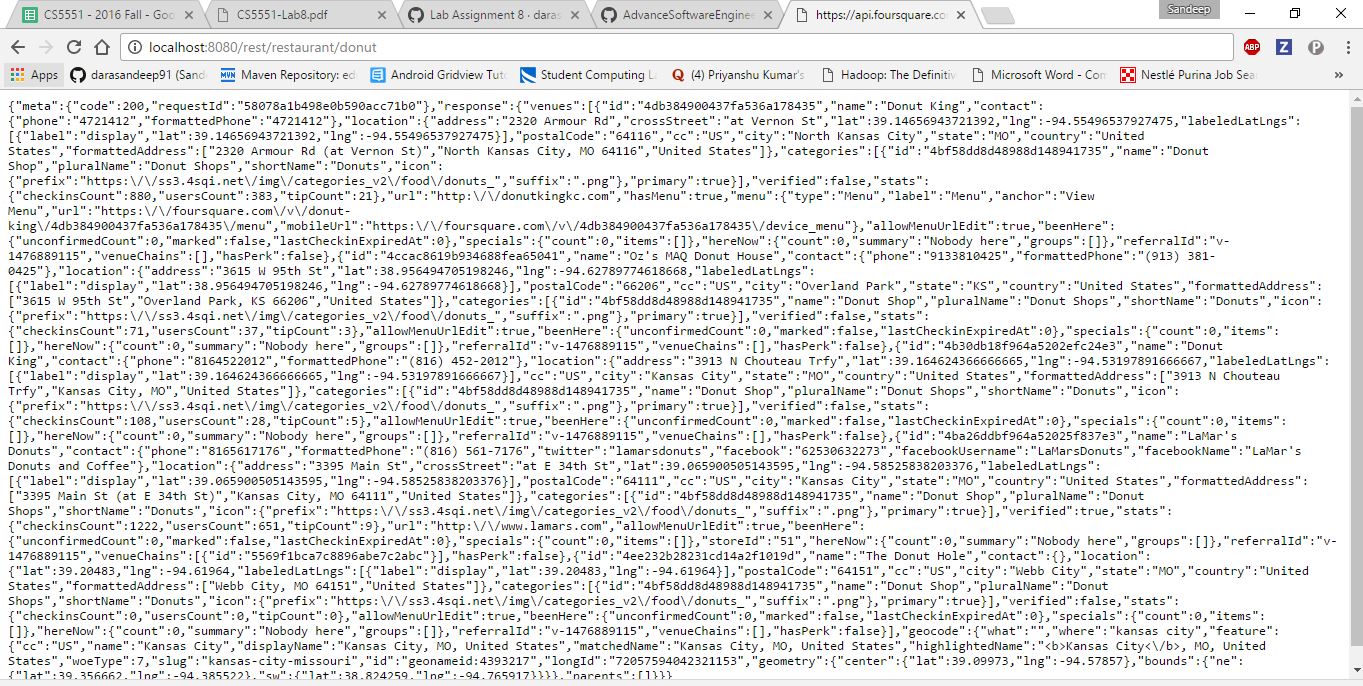 CS5551 - 2016 Fall - Goo
CS5551-Lab8.pdf
Lab Assignment 8 · daras
AdvanceSoftwareEngineer
https://api.foursquare.co
Sandeep
localhost:8080/rest/restaurant/donut
ABP
Z
P
Apps
darasandeep91 (Sand
MVN
Maven Repository: ed
Android Gridview Tut
Student Computing La
Q
(4) Priyanshu Kumar's
Hadoop: The Definitiv
Microsoft Word - Com
Nestlé Purina Job Sea
»
{"meta":{"code":200,"requestId":"58078a1b498e0b590acc71b0"},"response":{"venues":[{"id":"4db384900437fa536a178435","name":"Donut King","contact":
{"phone":"4721412","formattedPhone":"4721412"},"location":{"address":"2320 Armour Rd","crossStreet":"at Vernon St","lat":39.14656943721392,"lng":-94.55496537927475,"labeledLatLngs":
[{"label":"display","lat":39.14656943721392,"lng":-94.55496537927475}],"postalCode":"64116","cc":"US","city":"North Kansas City","state":"MO","country":"United
States","formattedAddress":["2320 Armour Rd (at Vernon St)","North Kansas City, MO 64116","United States"]},"categories":[{"id":"4bf58dd8d48988d148941735","name":"Donut
Shop","pluralName":"Donut Shops","shortName":"Donuts","icon":
{"prefix":"https:\/\/ss3.4sqi.net\/img\/categories_v2\/food\/donuts_","suffix":".png"},"primary":true}],"verified":false,"stats":
{"checkinsCount":880,"usersCount":383,"tipCount":21},"url":"http:\/\/donutkingkc.com","hasMenu":true,"menu":{"type":"Menu","label":"Menu","anchor":"View
Menu","url":"https:\/\/foursquare.com\/v\/donut-
king\/4db384900437fa536a178435\/menu","mobileUrl":"https:\/\/foursquare.com\/v\/4db384900437fa536a178435\/device_menu"},"allowMenuUrlEdit":true,"beenHere":
{"unconfirmedCount":0,"marked":false,"lastCheckinExpiredAt":0},"specials":{"count":0,"items":[]},"hereNow":{"count":0,"summary":"Nobody here","groups":[]},"referralId":"v-
1476889115","venueChains":[],"hasPerk":false},{"id":"4ccac8619b934688fea65041","name":"Oz's MAQ Donut House","contact":{"phone":"9133810425","formattedPhone":"(913) 381-
0425"},"location":{"address":"3615 W 95th St","lat":38.956494705198246,"lng":-94.62789774618668,"labeledLatLngs":
[{"label":"display","lat":38.956494705198246,"lng":-94.62789774618668}],"postalCode":"66206","cc":"US","city":"Overland Park","state":"KS","country":"United States","formattedAddress":
["3615 W 95th St","Overland Park, KS 66206","United States"]},"categories":[{"id":"4bf58dd8d48988d148941735","name":"Donut Shop","pluralName":"Donut Shops","shortName":"Donuts","icon":
{"prefix":"https:\/\/ss3.4sqi.net\/img\/categories_v2\/food\/donuts_","suffix":".png"},"primary":true}],"verified":false,"stats":
{"checkinsCount":71,"usersCount":37,"tipCount":3},"allowMenuUrlEdit":true,"beenHere":{"unconfirmedCount":0,"marked":false,"lastCheckinExpiredAt":0},"specials":{"count":0,"items":
[]},"hereNow":{"count":0,"summary":"Nobody here","groups":[]},"referralId":"v-1476889115","venueChains":[],"hasPerk":false},{"id":"4b30db18f964a5202efc24e3","name":"Donut
King","contact":{"phone":"8164522012","formattedPhone":"(816) 452-2012"},"location":{"address":"3913 N Chouteau Trfy","lat":39.164624366666665,"lng":-94.53197891666667,"labeledLatLngs":
[{"label":"display","lat":39.164624366666665,"lng":-94.53197891666667}],"cc":"US","city":"Kansas City","state":"MO","country":"United States","formattedAddress":["3913 N Chouteau
Trfy","Kansas City, MO","United States"]},"categories":[{"id":"4bf58dd8d48988d148941735","name":"Donut Shop","pluralName":"Donut Shops","shortName":"Donuts","icon":
{"prefix":"https:\/\/ss3.4sqi.net\/img\/categories_v2\/food\/donuts_","suffix":".png"},"primary":true}],"verified":false,"stats":
{"checkinsCount":108,"usersCount":28,"tipCount":5},"allowMenuUrlEdit":true,"beenHere":{"unconfirmedCount":0,"marked":false,"lastCheckinExpiredAt":0},"specials":{"count":0,"items":
[]},"hereNow":{"count":0,"summary":"Nobody here","groups":[]},"referralId":"v-1476889115","venueChains":[],"hasPerk":false},{"id":"4ba26ddbf964a52025f837e3","name":"LaMar's
Donuts","contact":{"phone":"8165617176","formattedPhone":"(816) 561-7176","twitter":"lamarsdonuts","facebook":"62530632273","facebookUsername":"LaMarsDonuts","facebookName":"LaMar's
Donuts and Coffee"},"location":{"address":"3395 Main St","crossStreet":"at E 34th St","lat":39.065900505143595,"lng":-94.58525838203376,"labeledLatLngs":
[{"label":"display","lat":39.065900505143595,"lng":-94.58525838203376}],"postalCode":"64111","cc":"US","city":"Kansas City","state":"MO","country":"United States","formattedAddress":
["3395 Main St (at E 34th St)","Kansas City, MO 64111","United States"]},"categories":[{"id":"4bf58dd8d48988d148941735","name":"Donut Shop","pluralName":"Donut
Shops","shortName":"Donuts","icon":{"prefix":"https:\/\/ss3.4sqi.net\/img\/categories_v2\/food\/donuts_","suffix":".png"},"primary":true}],"verified":true,"stats":
{"checkinsCount":1222,"usersCount":651,"tipCount":9},"url":"http:\/\/www.lamars.com","allowMenuUrlEdit":true,"beenHere":
{"unconfirmedCount":0,"marked":false,"lastCheckinExpiredAt":0},"specials":{"count":0,"items":[]},"storeId":"51","hereNow":{"count":0,"summary":"Nobody here","groups":[]},"referralId":"v-
1476889115","venueChains":[{"id":"5569f1bca7c8896abe7c2abc"}],"hasPerk":false},{"id":"4ee232b28231cd14a2f1019d","name":"The Donut Hole","contact":{},"location":
{"lat":39.20483,"lng":-94.61964,"labeledLatLngs":[{"label":"display","lat":39.20483,"lng":-94.61964}],"postalCode":"64151","cc":"US","city":"Webb City","state":"MO","country":"United
States","formattedAddress":["Webb City, MO 64151","United States"]},"categories":[{"id":"4bf58dd8d48988d148941735","name":"Donut Shop","pluralName":"Donut
Shops","shortName":"Donuts","icon":{"prefix":"https:\/\/ss3.4sqi.net\/img\/categories_v2\/food\/donuts_","suffix":".png"},"primary":true}],"verified":false,"stats":
{"checkinsCount":0,"usersCount":0,"tipCount":0},"allowMenuUrlEdit":true,"beenHere":{"unconfirmedCount":0,"marked":false,"lastCheckinExpiredAt":0},"specials":{"count":0,"items":
[]},"hereNow":{"count":0,"summary":"Nobody here","groups":[]},"referralId":"v-1476889115","venueChains":[],"hasPerk":false}],"geocode":{"what":"","where":"kansas city","feature":
{"cc":"US","name":"Kansas City","displayName":"Kansas City, MO, United States","matchedName":"Kansas City, MO, United States","highlightedName":"<b>Kansas City<\/b>, MO, United
States","woeType":7,"slug":"kansas-city-missouri","id":"geonameid:4393217","longId":"72057594042321153","geometry":{"center":{"lat":39.09973,"lng":-94.57857},"bounds":{"ne":
{"lat":39.356662,"lng":-94.385522},"sw":{"lat":38.824259,"lng":-94.765917}}}},"parents":[]}}}